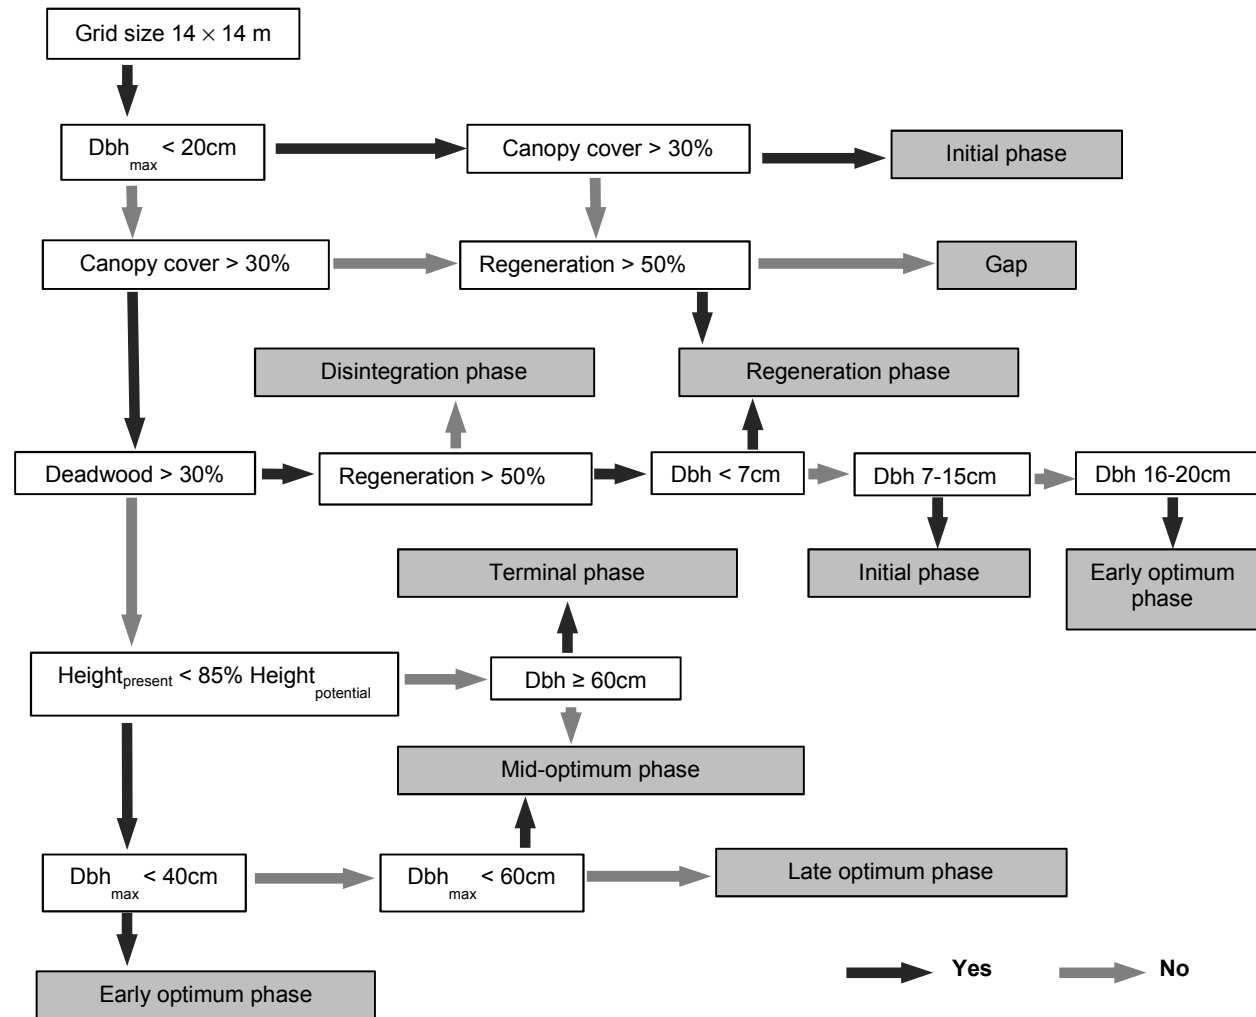 Grid size 14 × 14 m
Dbh max < 20cm
Canopy cover > 30%
Initial phase
Canopy cover > 30%
Regeneration > 50%
Gap
Disintegration phase
Regeneration phase
Deadwood > 30%
Regeneration > 50%
Dbh < 7cm
Dbh 7-15cm
Dbh 16-20cm
Terminal phase
Initial phase
Early optimum
phase
Height present < 85% Height potential
Dbh ≥ 60cm
Mid-optimum phase
Dbh max < 40cm
Dbh max < 60cm
Late optimum phase
Early optimum phase
Yes
No